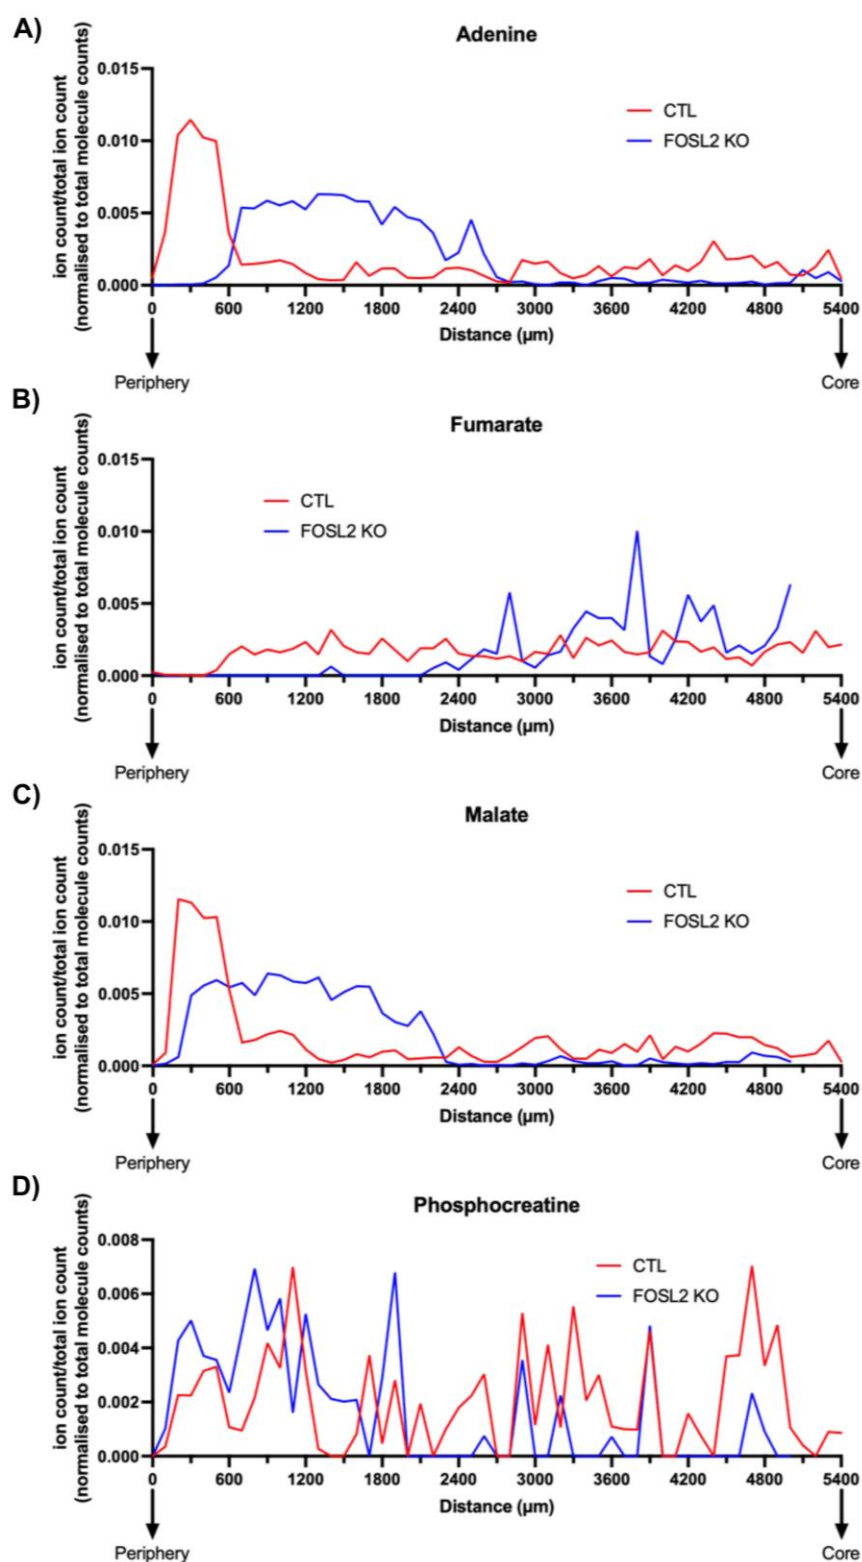 A)
Adenine
ion count/total ion count
(normalised to total molecule counts)
0.015
0.010
0.005
0.000
CTL
FOSL2 KO
0 600 1200 1800 2400 3000 3600 4200 4800 5400
Distance (µm)
Periphery Core
B)
Fumarate
ion count/total ion count
(normalised to total molecule counts)
0.015
0.010
0.005
0.000
CTL
FOSL2 KO
0 600 1200 1800 2400 3000 3600 4200 4800 5400
Distance (µm)
Periphery Core
C)
Malate
ion count/total ion count
(normalised to total molecule counts)
0.015
0.010
0.005
0.000
CTL
FOSL2 KO
0 600 1200 1800 2400 3000 3600 4200 4800 5400
Distance (µm)
Periphery Core
D)
Phosphocreatine
ion count/total ion count
(normalised to total molecule counts)
0.008
0.006
0.004
0.002
0.000
CTL
FOSL2 KO
0 600 1200 1800 2400 3000 3600 4200 4800 5400
Distance (µm)
Periphery Core